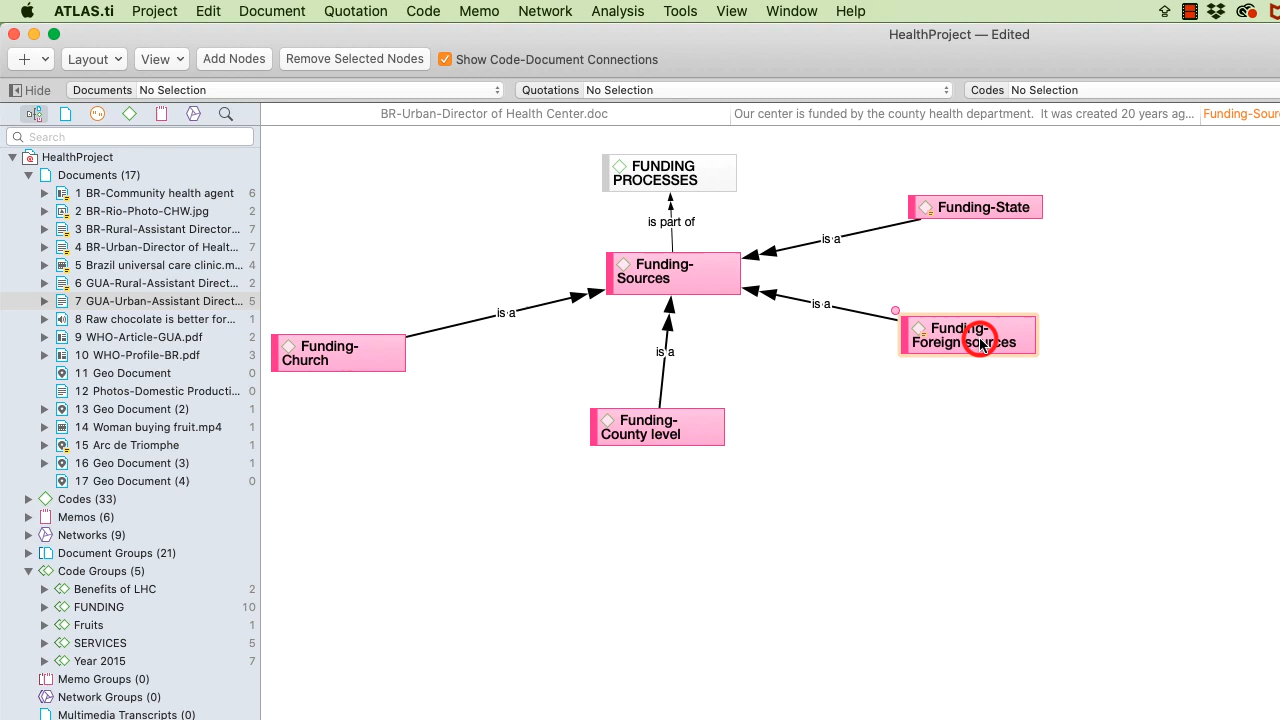 ATLAS.ti Project Edit Document Quotation Code Memo Network Analysis Tools View Window Help
HealthProject — Edited
+ Layout View Add Nodes Remove Selected Nodes Show Code-Document Connections
Hide Documents No Selection Quotations No Selection Codes No Selection
BR-Urban-Director of Health Center.doc Our center is funded by the county health department. It was created 20 years ag... Funding-Sour
Search
HealthProject
Documents (17)
1 BR-Community health agent 6
2 BR-Rio-Photo-CHW.jpg 2
3 BR-Rural-Assistant Director... 7
4 BR-Urban-Director of Healt... 7
5 Brazil universal care clinic.m... 4
6 GUA-Rural-Assistant Direct... 2
7 GUA-Urban-Assistant Direct... 5
8 Raw chocolate is better for... 1
9 WHO-Article-GUA.pdf 2
10 WHO-Profile-BR.pdf 3
11 Geo Document 0
12 Photos-Domestic Producti... 0
13 Geo Document (2) 1
14 Woman buying fruit.mp4 1
15 Arc de Triomphe 1
16 Geo Document (3) 1
17 Geo Document (4) 0
Codes (33)
Memos (6)
Networks (9)
Document Groups (21)
Code Groups (5)
Benefits of LHC 2
FUNDING 10
Fruits 1
SERVICES 5
Year 2015 7
Memo Groups (0)
Network Groups (0)
Multimedia Transcripts (0)
FUNDING
PROCESSES
is part of
Funding-State
is a
Funding-
Sources
is a
is a
Funding-
Foreign sources
Funding-
Church
is a
Funding-
County level